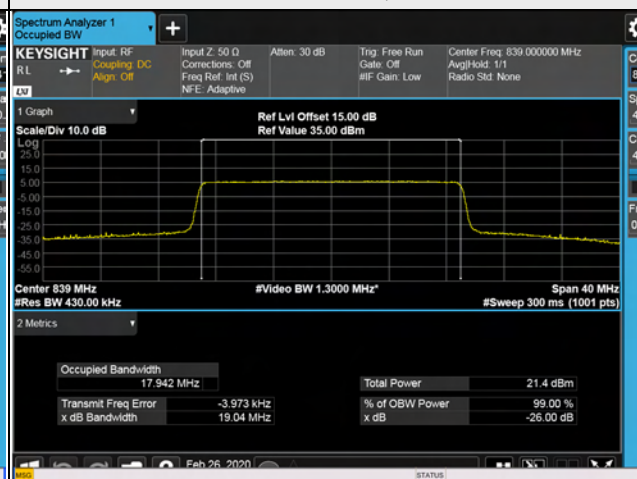 Spectrum Analyzer 1
Occupied BW
+
KEYSIGHT Input: RF Input Z: 50 Ω Atten: 30 dB Trig: Free Run Center Freq: 839.000000 MHz
RL Coupling: DC Corrections: Off Gate: Off Avg|Hold: 1/1
Align: Off Freq Ref: Int (S) #IF Gain: Low Radio Std: None
LXI NFE: Adaptive
1 Graph
Ref Lvl Offset 15.00 dB
Scale/Div 10.0 dB Ref Value 35.00 dBm
Log
25.0
15.0
5.00
-5.00
-15.0
-25.0
-35.0
-45.0
-55.0
Center 839 MHz #Video BW 1.3000 MHz* Span 40 MHz
#Res BW 430.00 kHz #Sweep 300 ms (1001 pts)
2 Metrics
Occupied Bandwidth
17.942 MHz Total Power 21.4 dBm
Transmit Freq Error -3.973 kHz % of OBW Power 99.00 %
x dB Bandwidth 19.04 MHz x dB -26.00 dB
Feb 26, 2020
MSG STATUS